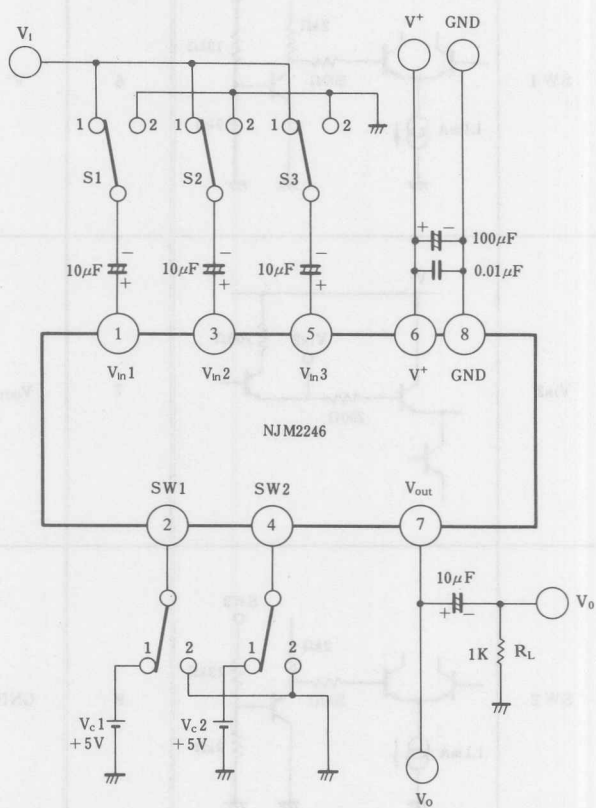 V⁺ GND
V₁
1 2 1 2 1 2
S1 S2 S3
+ − 100μF
0.01μF
10μF − + 10μF − + 10μF − +
1 3 5 6 8
Vin1 Vin2 Vin3 V⁺ GND
NJM2246
SW1 SW2 Vout
2 4 7
10μF
+ − V₀
1 2 1 2
1K RL
Vc1 +5V Vc2 +5V
V₀